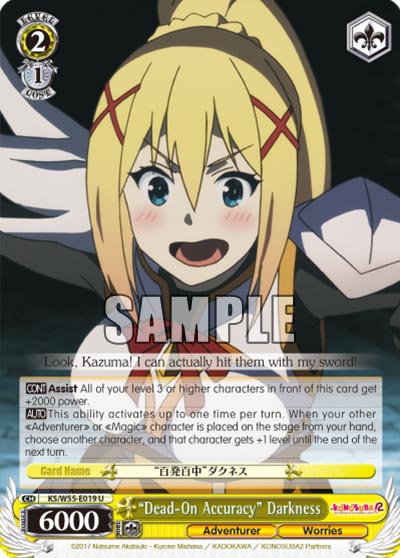 LEVEL
2
1
COST
SAMPLE
Look, Kazuma! I can actually hit them with my sword!
CONT Assist All of your level 3 or higher characters in front of this card get
+2000 power.
AUTO This ability activates up to one time per turn. When your other
«Adventurer» or «Magic» character is placed on the stage from your hand,
choose another character, and that character gets +1 level until the end of the
next turn.
Card Name
“百発百中”ダクネス
CH KS/W55-E019 U
“Dead-On Accuracy” Darkness
KONOSUBA 2
6000
Adventurer
Worries
©2017 Natsume Akatsuki・Kurone Mishima / KADOKAWA / KONOSUBA2 Partners